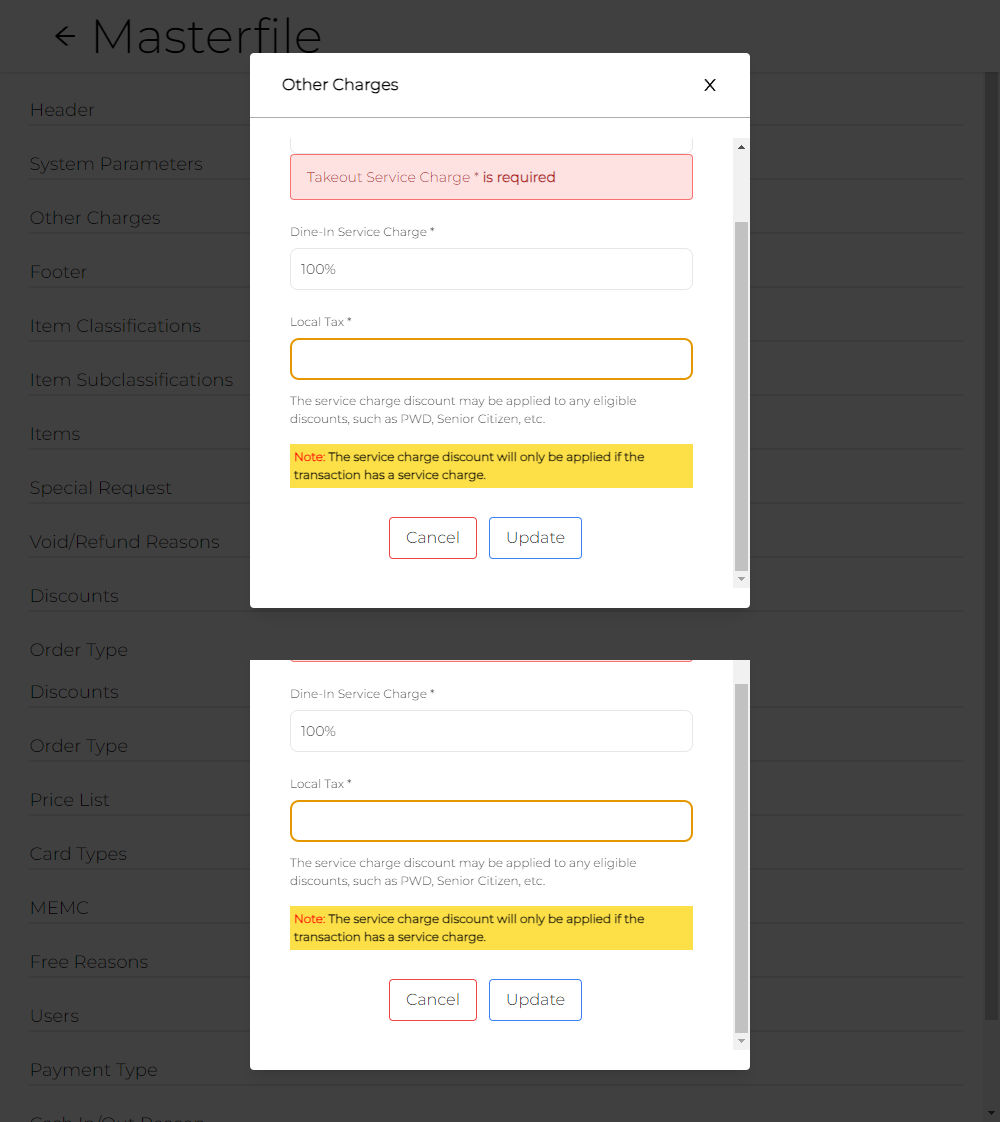 Masterfile
Other Charges
X
Header
System Parameters
Takeout Service Charge * is required
Other Charges
Dine-In Service Charge *
Footer
100%
Item Classifications
Local Tax *
Item Subclassifications
The service charge discount may be applied to any eligible
discounts, such as PWD, Senior Citizen, etc.
Items
Note: The service charge discount will only be applied if the
transaction has a service charge.
Special Request
Void/Refund Reasons
Cancel
Update
Discounts
Order Type
Discounts
Dine-In Service Charge *
100%
Order Type
Local Tax *
Price List
Card Types
The service charge discount may be applied to any eligible
discounts, such as PWD, Senior Citizen, etc.
MEMC
Note: The service charge discount will only be applied if the
transaction has a service charge.
Free Reasons
Cancel
Update
Users
Payment Type
Cash In/Out Reason